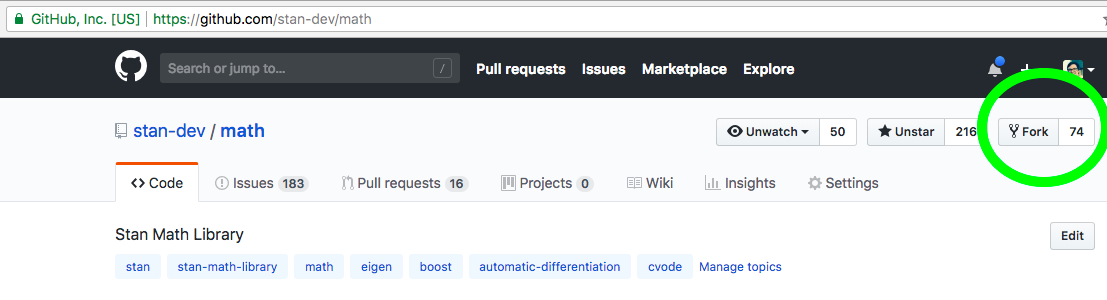 GitHub, Inc. [US] https://github.com/stan-dev/math
Search or jump to... / Pull requests Issues Marketplace Explore
stan-dev / math Unwatch 50 Unstar 216 Fork 74
Code Issues 183 Pull requests 16 Projects 0 Wiki Insights Settings
Stan Math Library Edit
stan stan-math-library math eigen boost automatic-differentiation cvode Manage topics